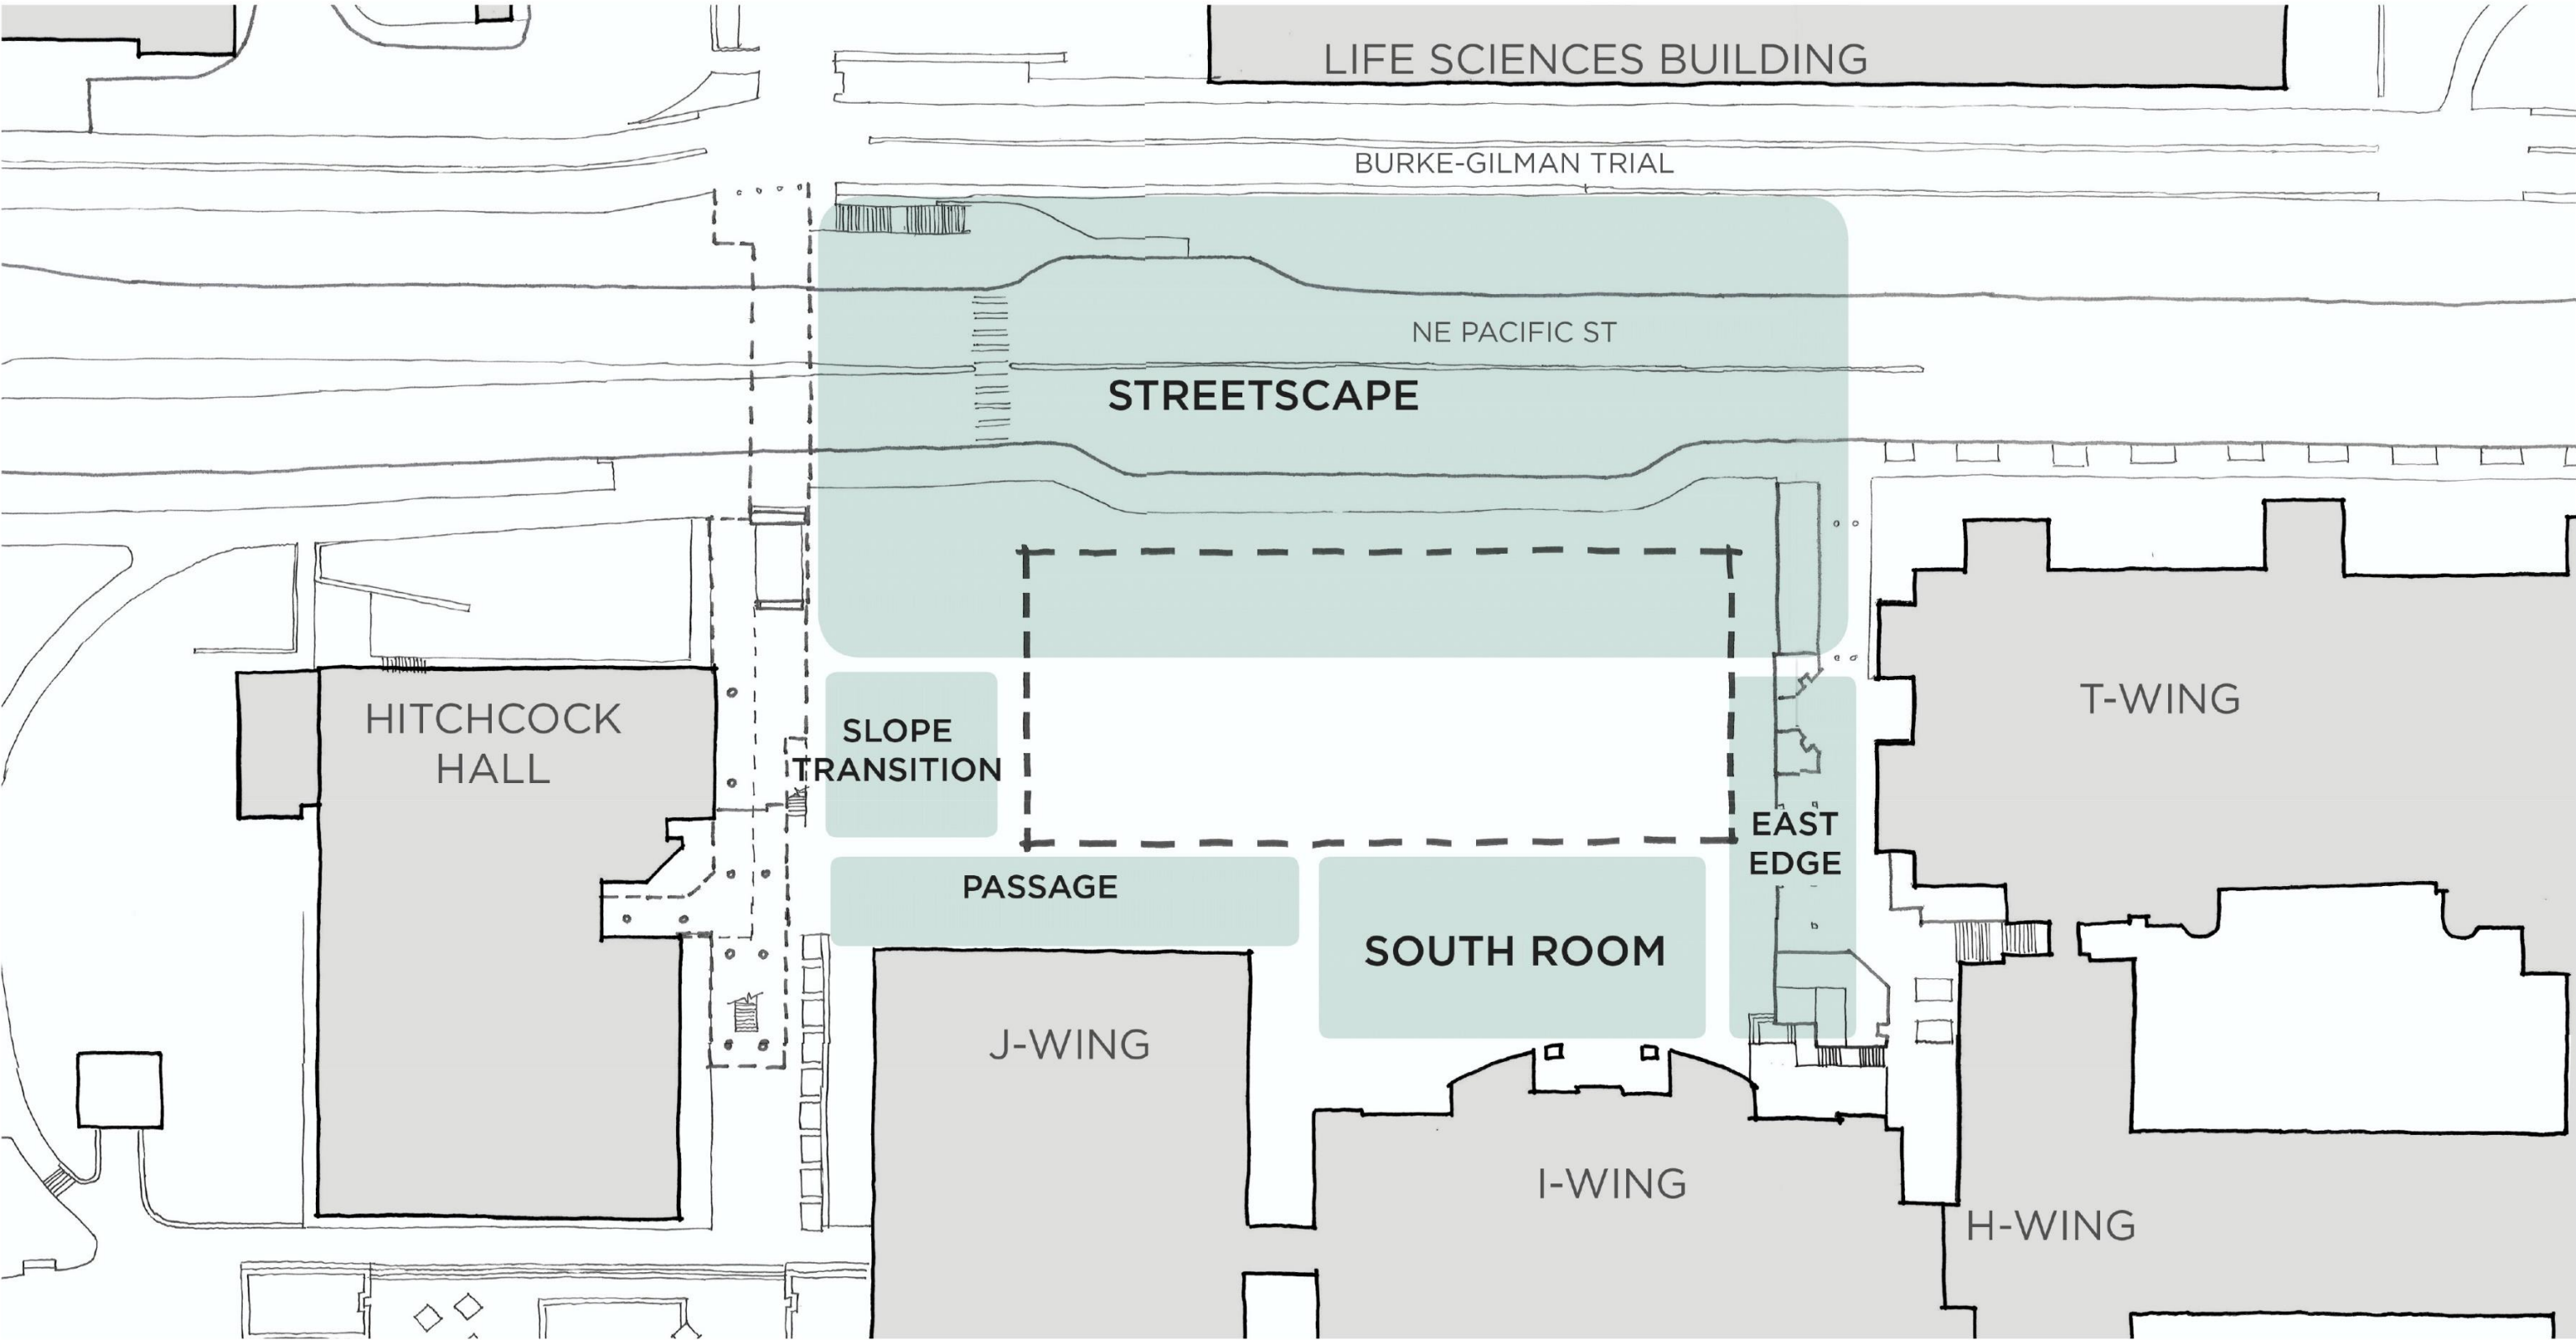 LIFE SCIENCES BUILDING
BURKE-GILMAN TRIAL
NE PACIFIC ST
STREETSCAPE
HITCHCOCK
HALL
SLOPE
TRANSITION
T-WING
EAST
EDGE
PASSAGE
SOUTH ROOM
J-WING
I-WING
H-WING